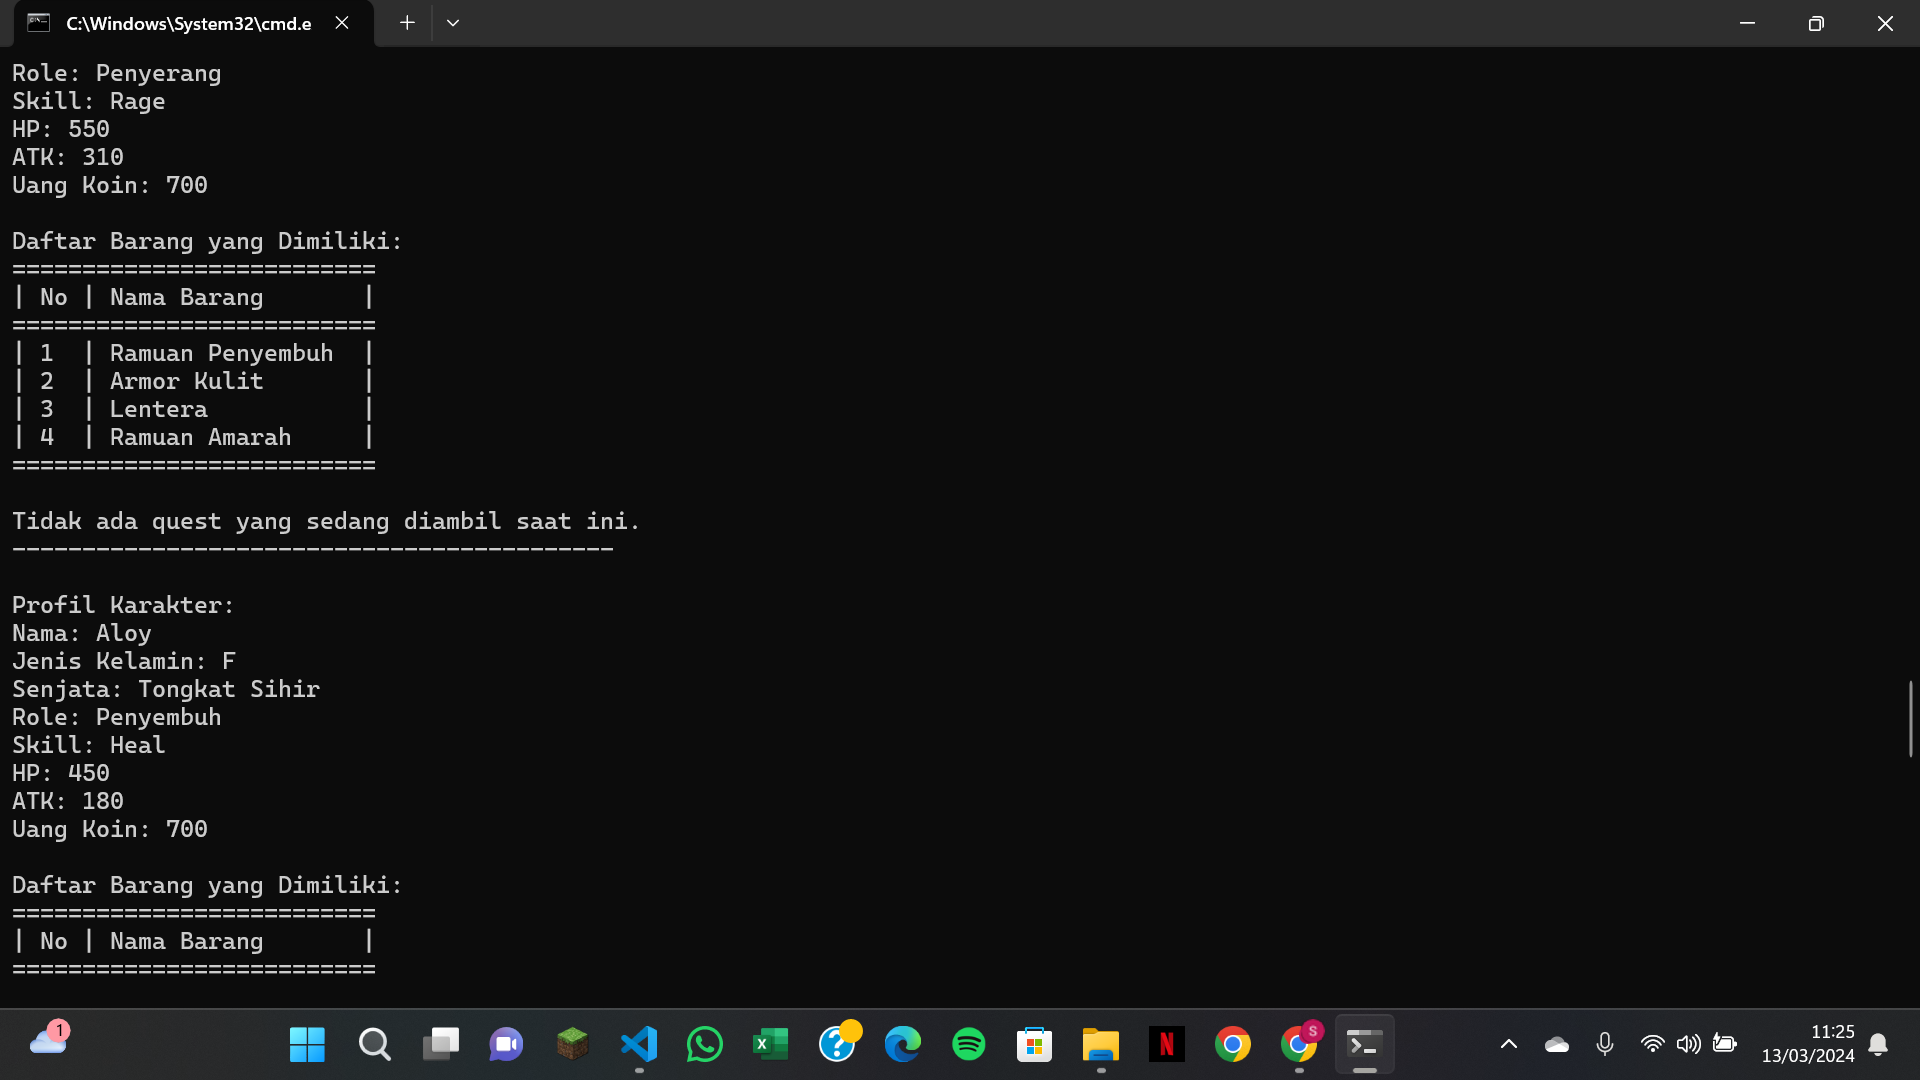 C:\Windows\System32\cmd.e
Role: Penyerang
Skill: Rage
HP: 550
ATK: 310
Uang Koin: 700
Daftar Barang yang Dimiliki:
==========================
| No | Nama Barang       |
==========================
| 1  | Ramuan Penyembuh  |
| 2  | Armor Kulit       |
| 3  | Lentera           |
| 4  | Ramuan Amarah     |
==========================
Tidak ada quest yang sedang diambil saat ini.
-------------------------------------------
Profil Karakter:
Nama: Aloy
Jenis Kelamin: F
Senjata: Tongkat Sihir
Role: Penyembuh
Skill: Heal
HP: 450
ATK: 180
Uang Koin: 700
Daftar Barang yang Dimiliki:
==========================
| No | Nama Barang       |
==========================
1
S
11:25
13/03/2024